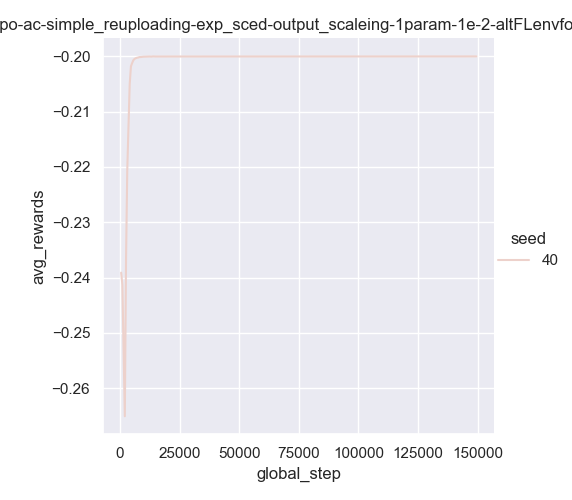 po-ac-simple_reuploading-exp_sced-output_scaleing-1param-1e-2-altFLenvfo
−0.20
−0.21
−0.22
−0.23
−0.24
−0.25
−0.26
avg_rewards
seed
40
0 25000 50000 75000 100000 125000 150000
global_step